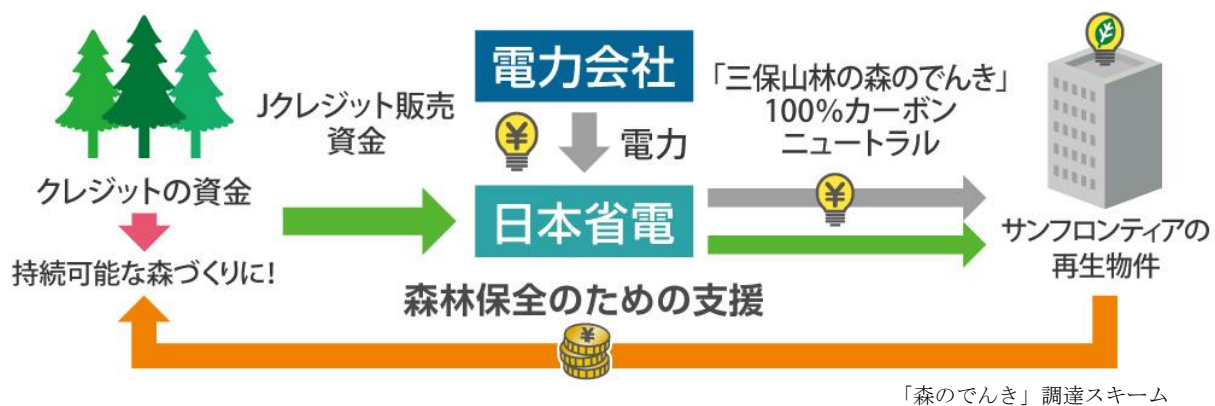 Jクレジット販売
資金
電力会社
¥
電力
「三保山林の森のでんき」
100%カーボン
ニュートラル
クレジットの資金
日本省電
¥
サンフロンティアの
再生物件
持続可能な森づくりに!
森林保全のための支援
¥
「森のでんき」調達スキーム